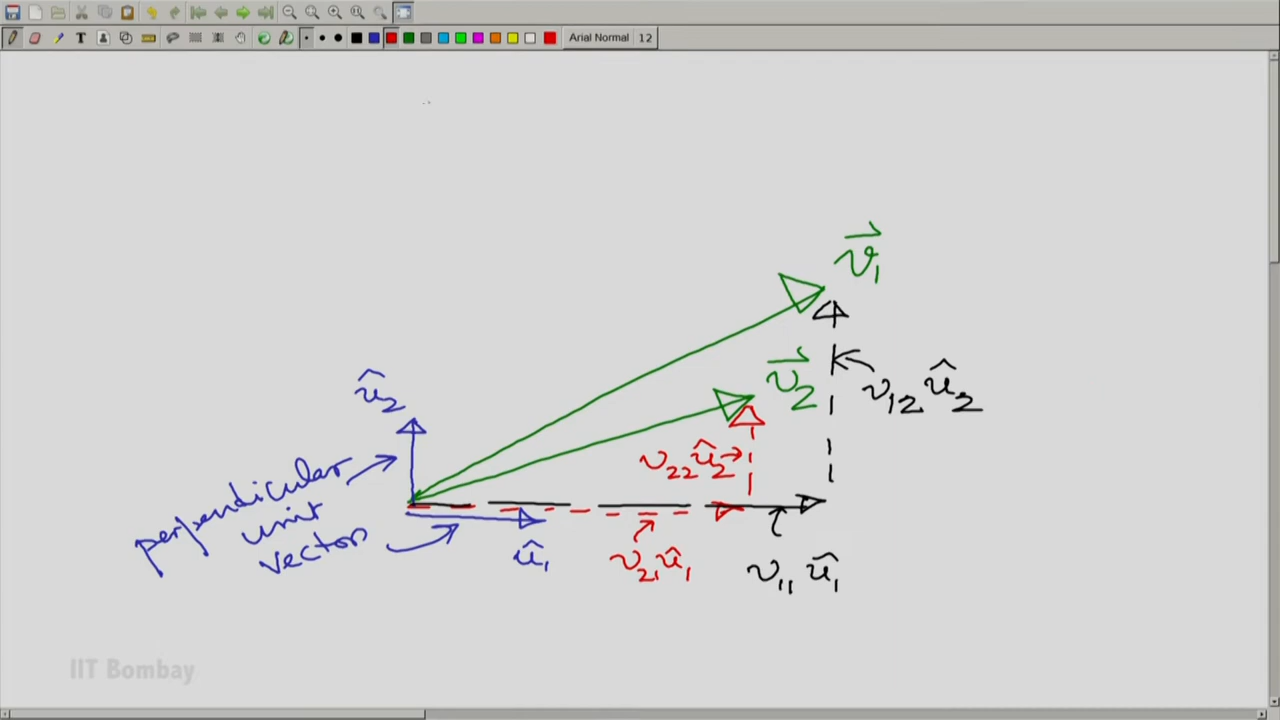 Arial Normal 12
v⃗₁
v⃗₂
û₂
v₁₂ û₂
v₂₂ û₂
perpendicular
unit
vector
û₁
v₂₁ û₁
v₁₁ û₁
IIT Bombay